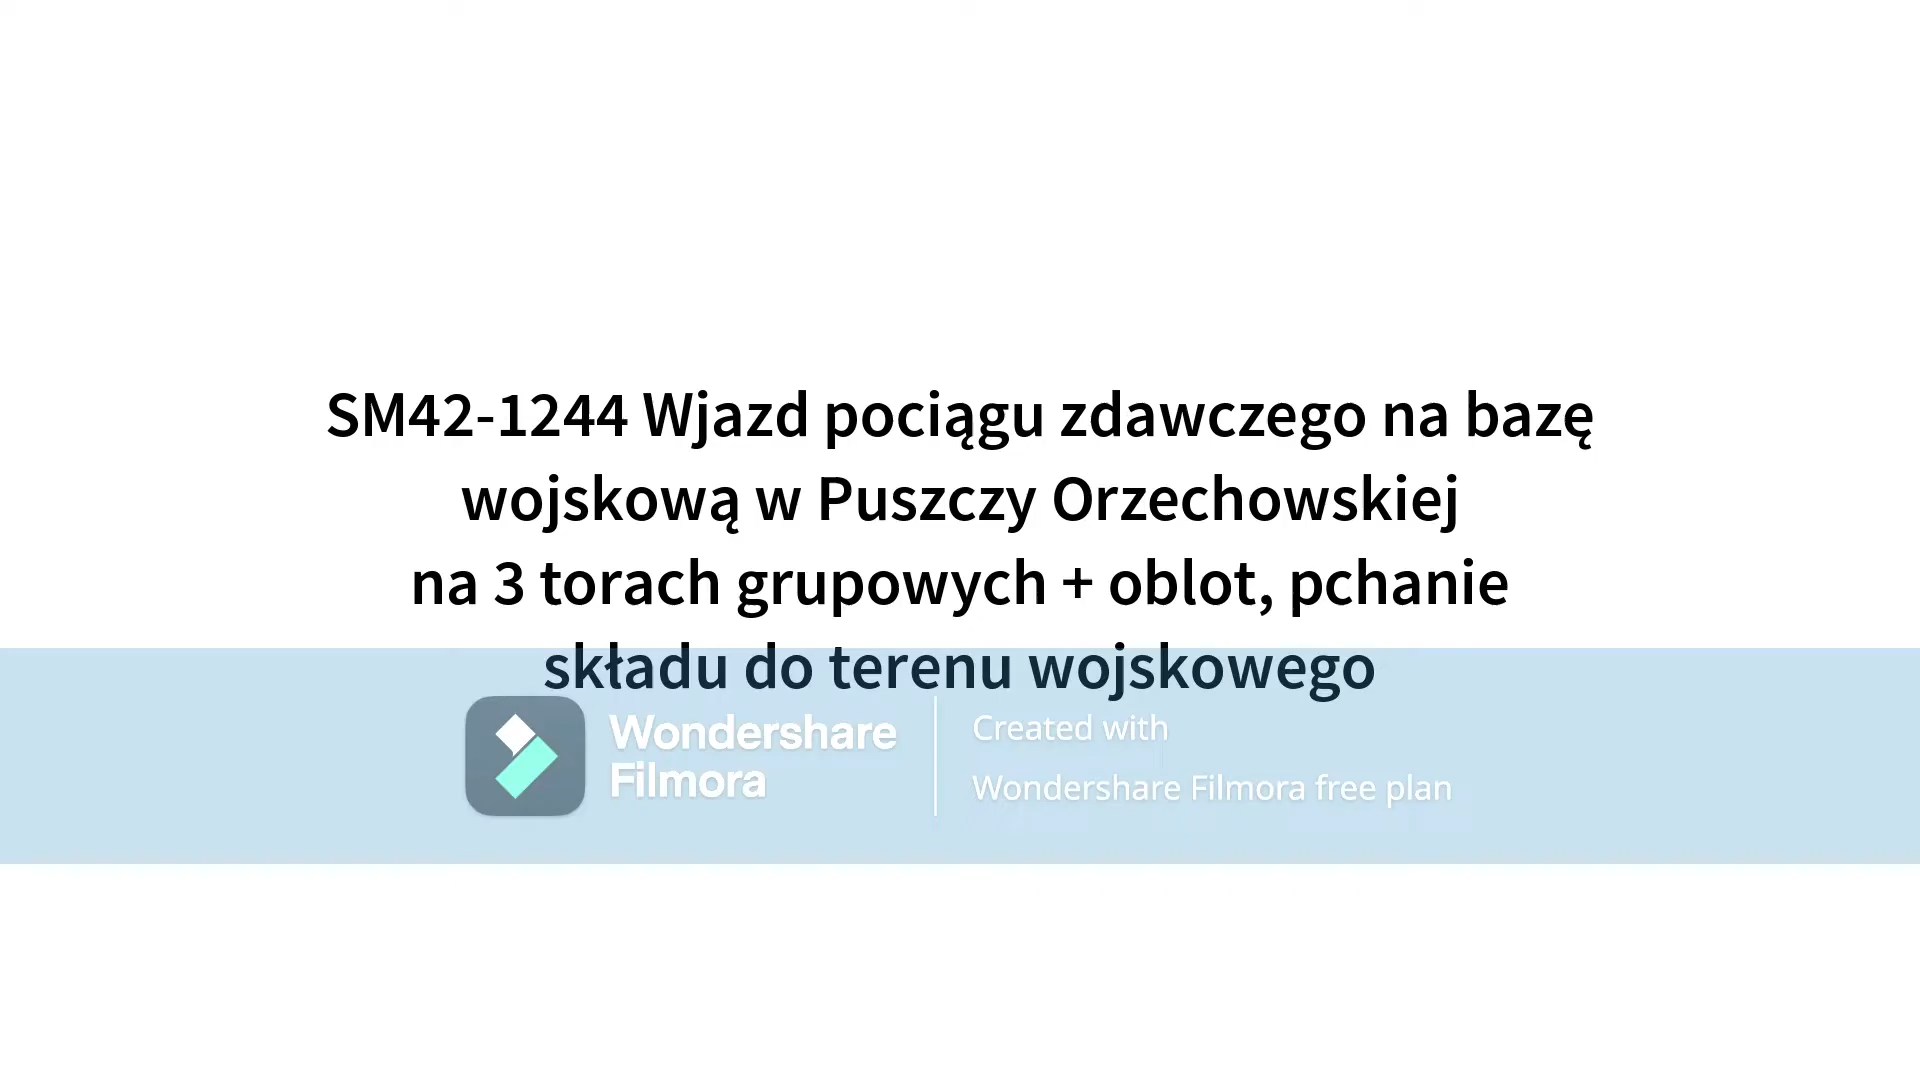 SM42-1244 Wjazd pociągu zdawczego na bazę
wojskową w Puszczy Orzechowskiej
na 3 torach grupowych + oblot, pchanie
składu do terenu wojskowego
Wondershare
Filmora
Created with
Wondershare Filmora free plan